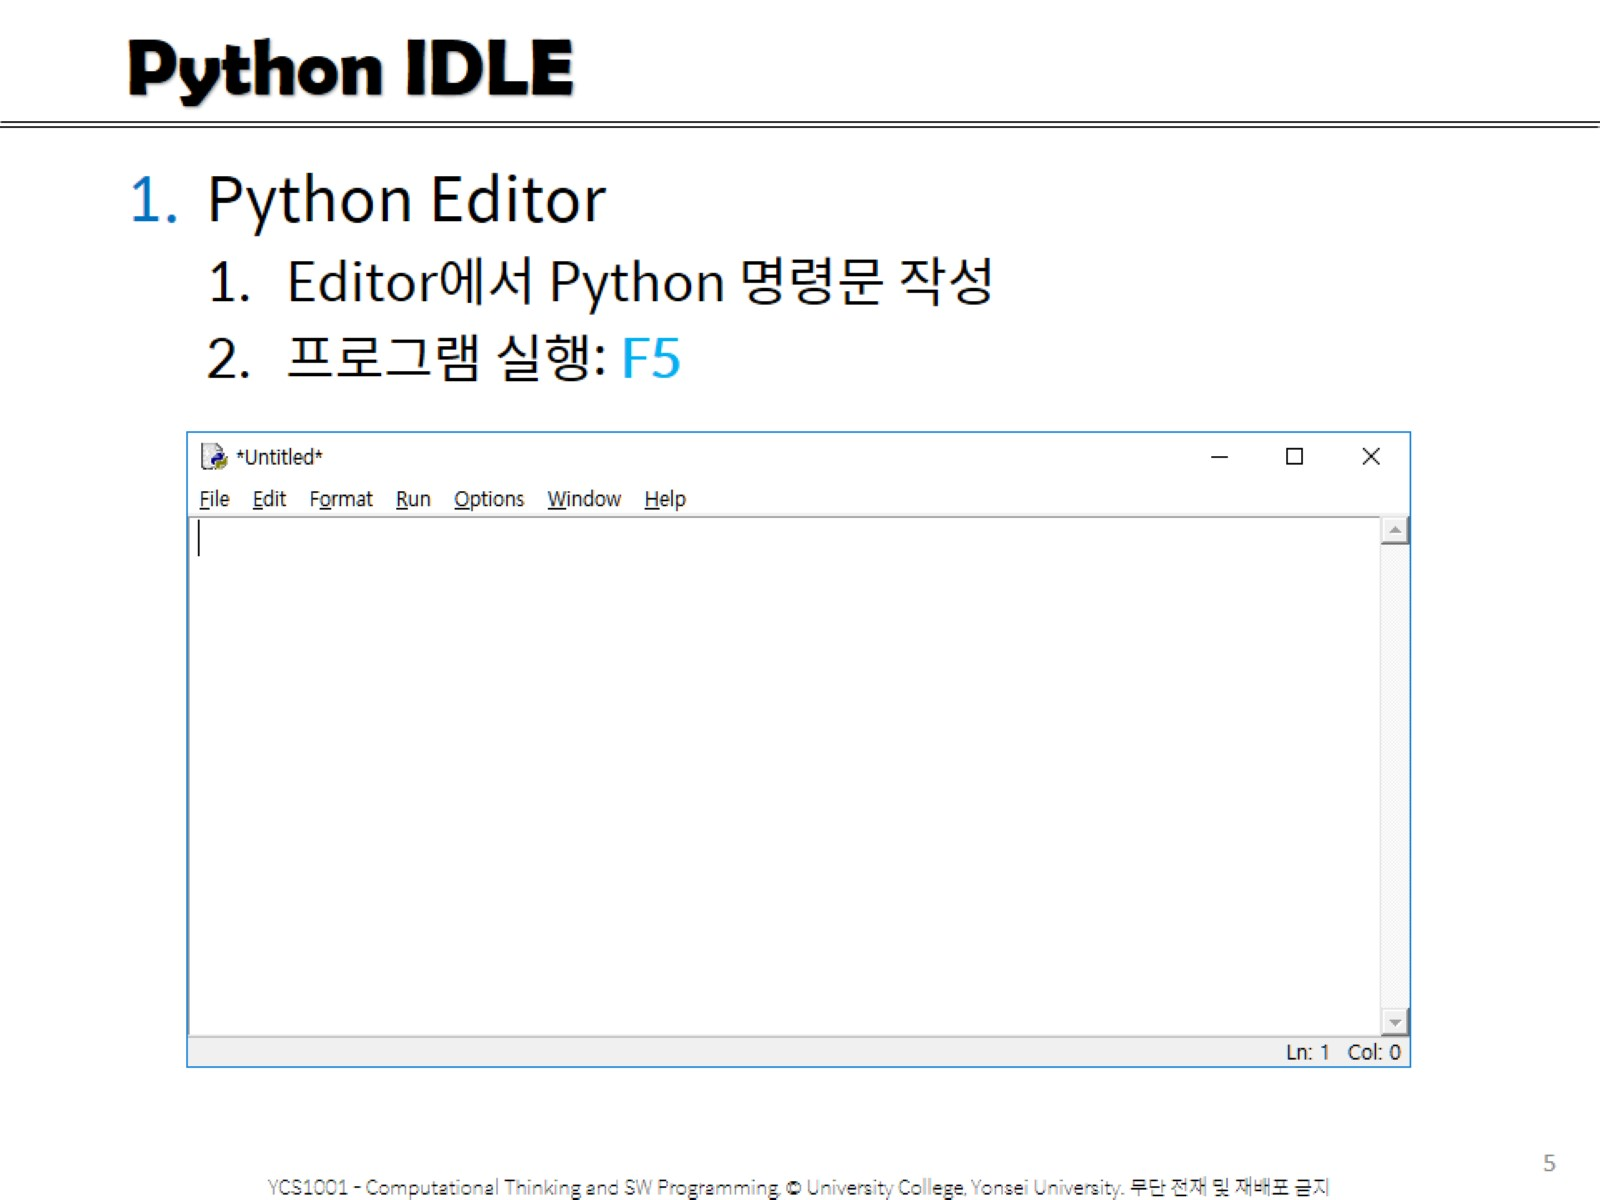 Python IDLE
1. Python Editor
1. Editor에서 Python 명령문 작성
2. 프로그램 실행: F5
*Untitled*
File Edit Format Run Options Window Help
Ln: 1 Col: 0
5
YCS1001 - Computational Thinking and SW Programming, © University College, Yonsei University. 무단 전재 및 재배포 금지